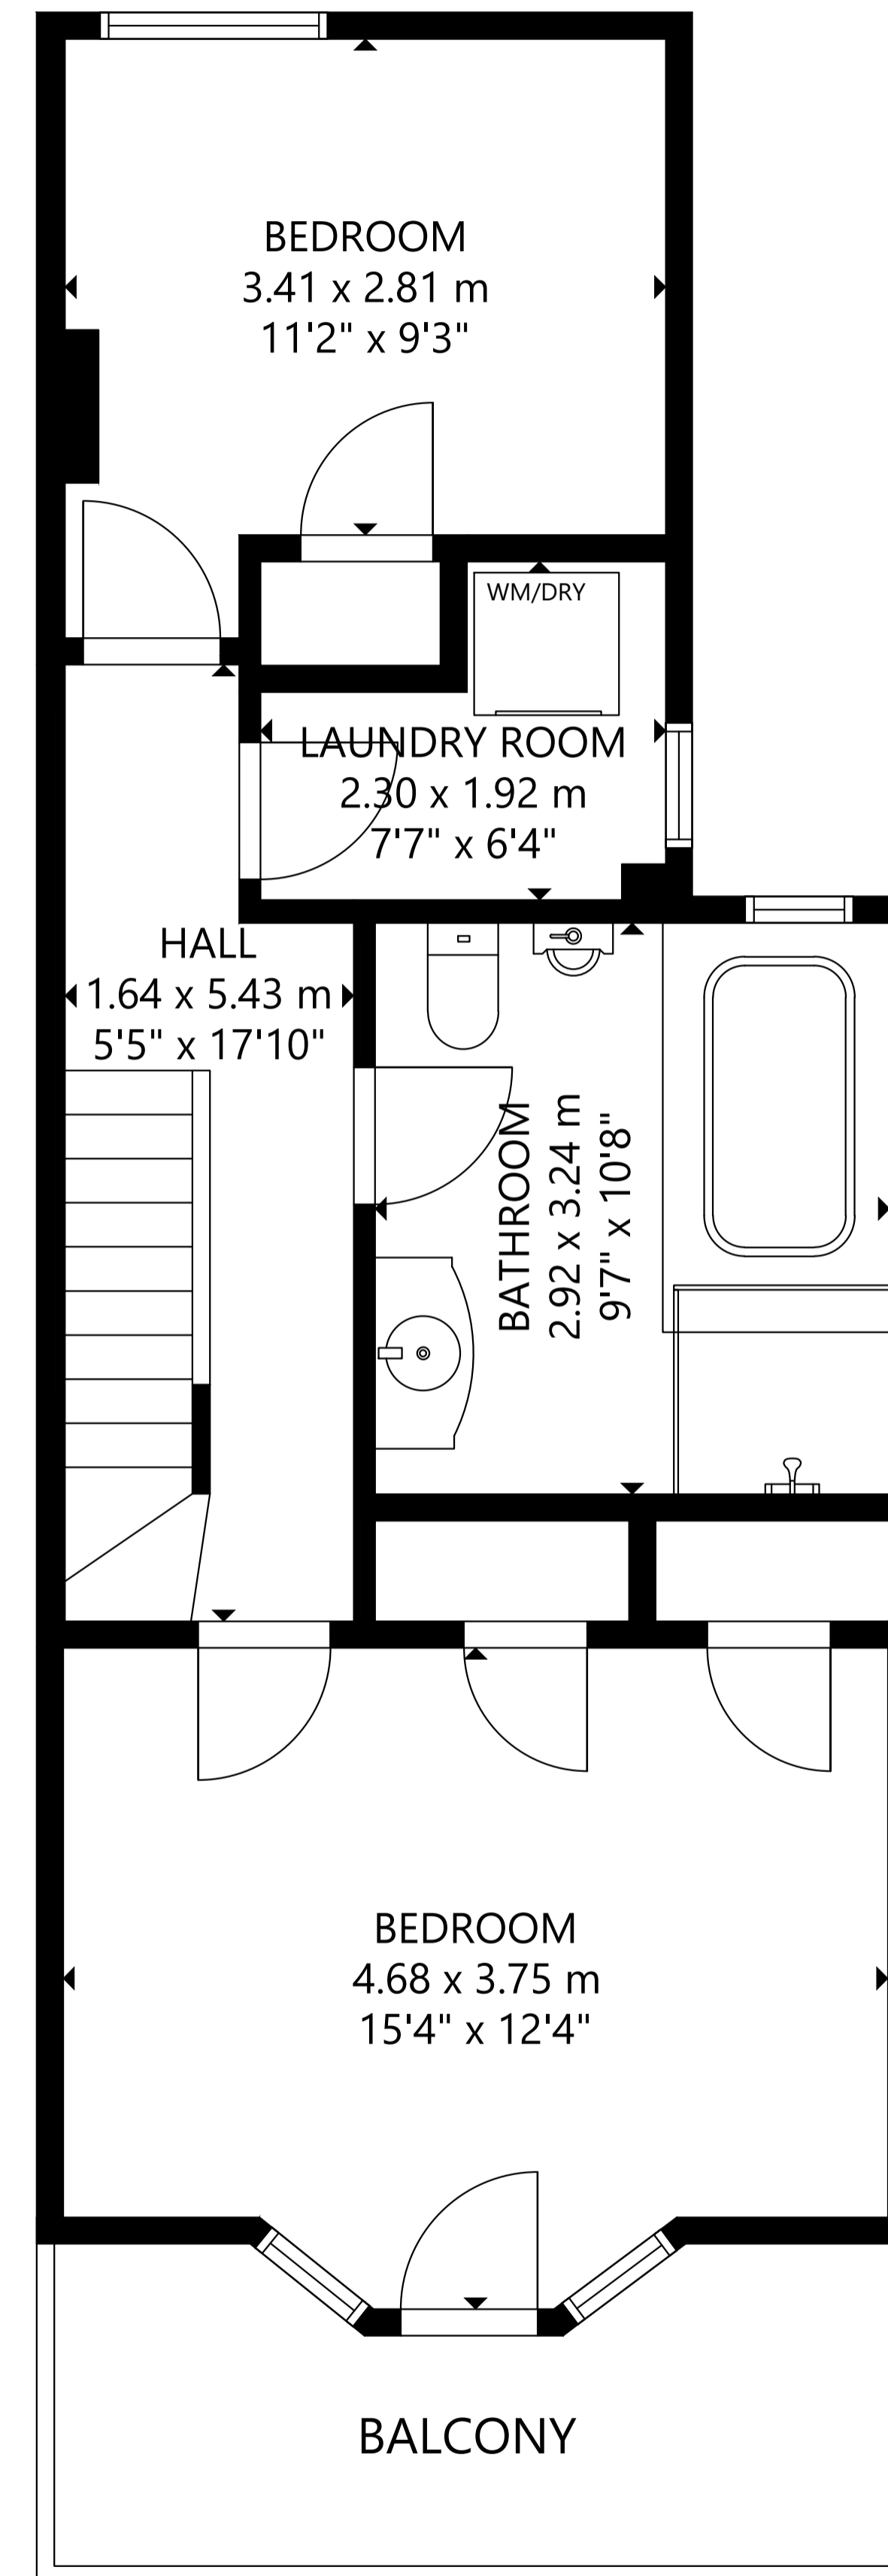 BEDROOM
3.41 x 2.81 m
11'2" x 9'3"
WM/DRY
LAUNDRY ROOM
2.30 x 1.92 m
7'7" x 6'4"
HALL
1.64 x 5.43 m
5'5" x 17'10"
BATHROOM
2.92 x 3.24 m
9'7" x 10'8"
BEDROOM
4.68 x 3.75 m
15'4" x 12'4"
BALCONY